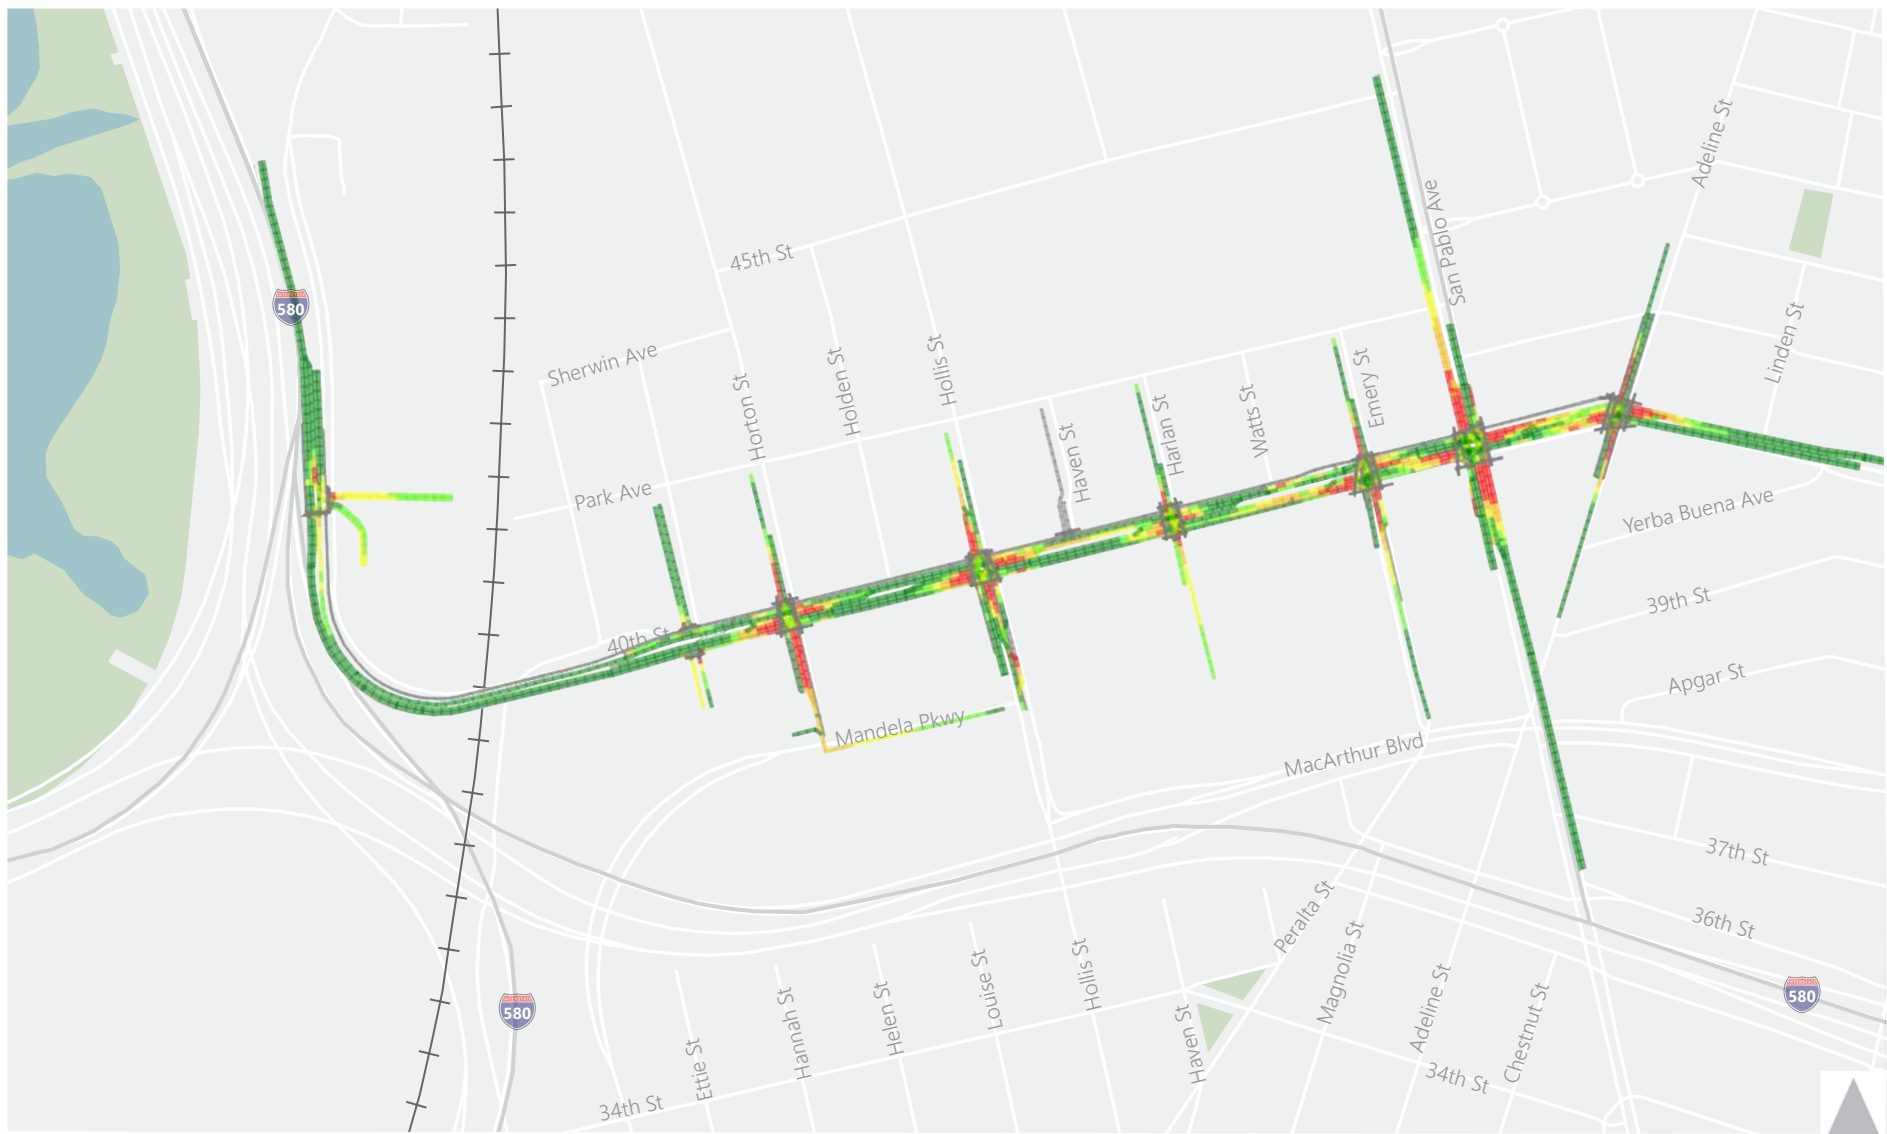 Adeline St
San Pablo Ave
45th St
580
Linden St
Sherwin Ave
Hollis St
Holden St
Horton St
Emery St
Watts St
Harlan St
Haven St
Park Ave
Yerba Buena Ave
39th St
40th St
Apgar St
Mandela Pkwy
MacArthur Blvd
37th St
36th St
Peralta St
Magnolia St
Hollis St
Louise St
Helen St
Hannah St
580
580
Adeline St
Chestnut St
Haven St
Ettie St
34th St
34th St